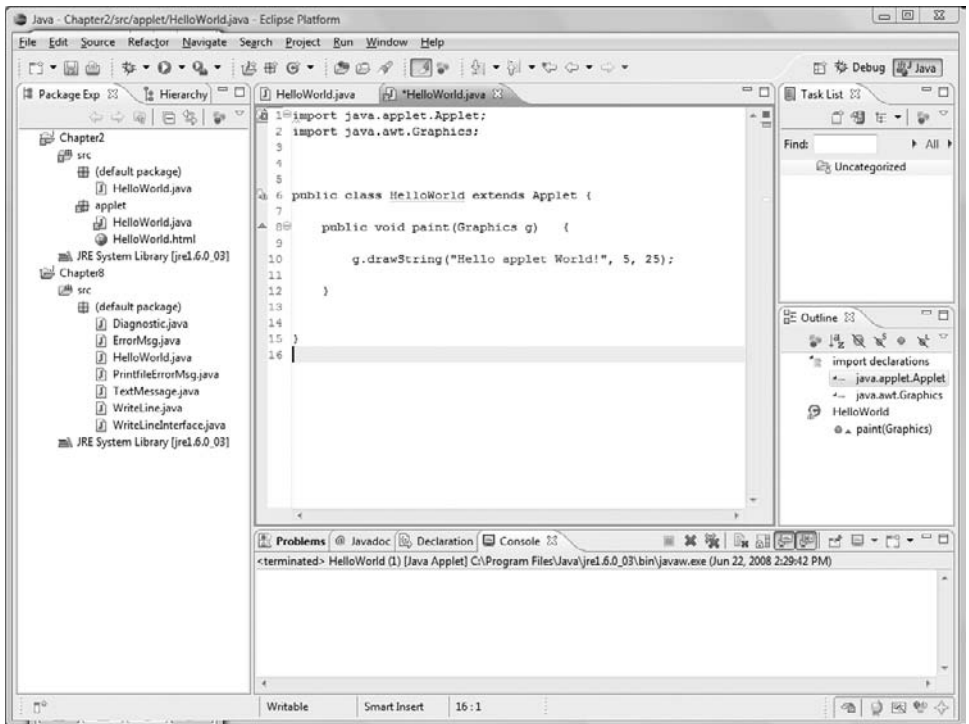 Java - Chapter2/src/applet/HelloWorld.java - Eclipse Platform
File Edit Source Refactor Navigate Search Project Run Window Help
Debug Java
Package Exp Hierarchy
Chapter2
src
(default package)
HelloWorld.java
applet
HelloWorld.java
HelloWorld.html
JRE System Library [jre1.6.0_03]
Chapter8
src
(default package)
Diagnostic.java
ErrorMsg.java
HelloWorld.java
PrintfileErrorMsg.java
TextMessage.java
WriteLine.java
WriteLineInterface.java
JRE System Library [jre1.6.0_03]
HelloWorld.java *HelloWorld.java
1 import java.applet.Applet;
2 import java.awt.Graphics;
3
4
5
6 public class HelloWorld extends Applet {
7
8 public void paint(Graphics g) {
9
10 g.drawString("Hello applet World!", 5, 25);
11
12 }
13
14
15 }
16
Task List
Find: All
Uncategorized
Outline
import declarations
java.applet.Applet
java.awt.Graphics
HelloWorld
paint(Graphics)
Problems @ Javadoc Declaration Console
<terminated> HelloWorld (1) [Java Applet] C:\Program Files\Java\jre1.6.0_03\bin\javaw.exe (Jun 22, 2008 2:29:42 PM)
Writable Smart Insert 16:1